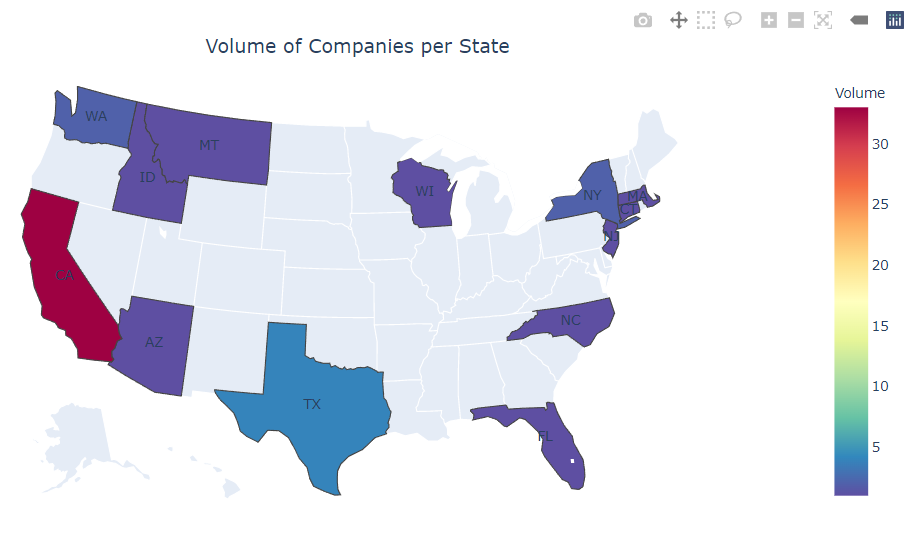 Volume of Companies per State
Volume
WA
MT
ID
WI
NY
MA
CT
NJ
CA
AZ
NC
TX
FL
30
25
20
15
10
5